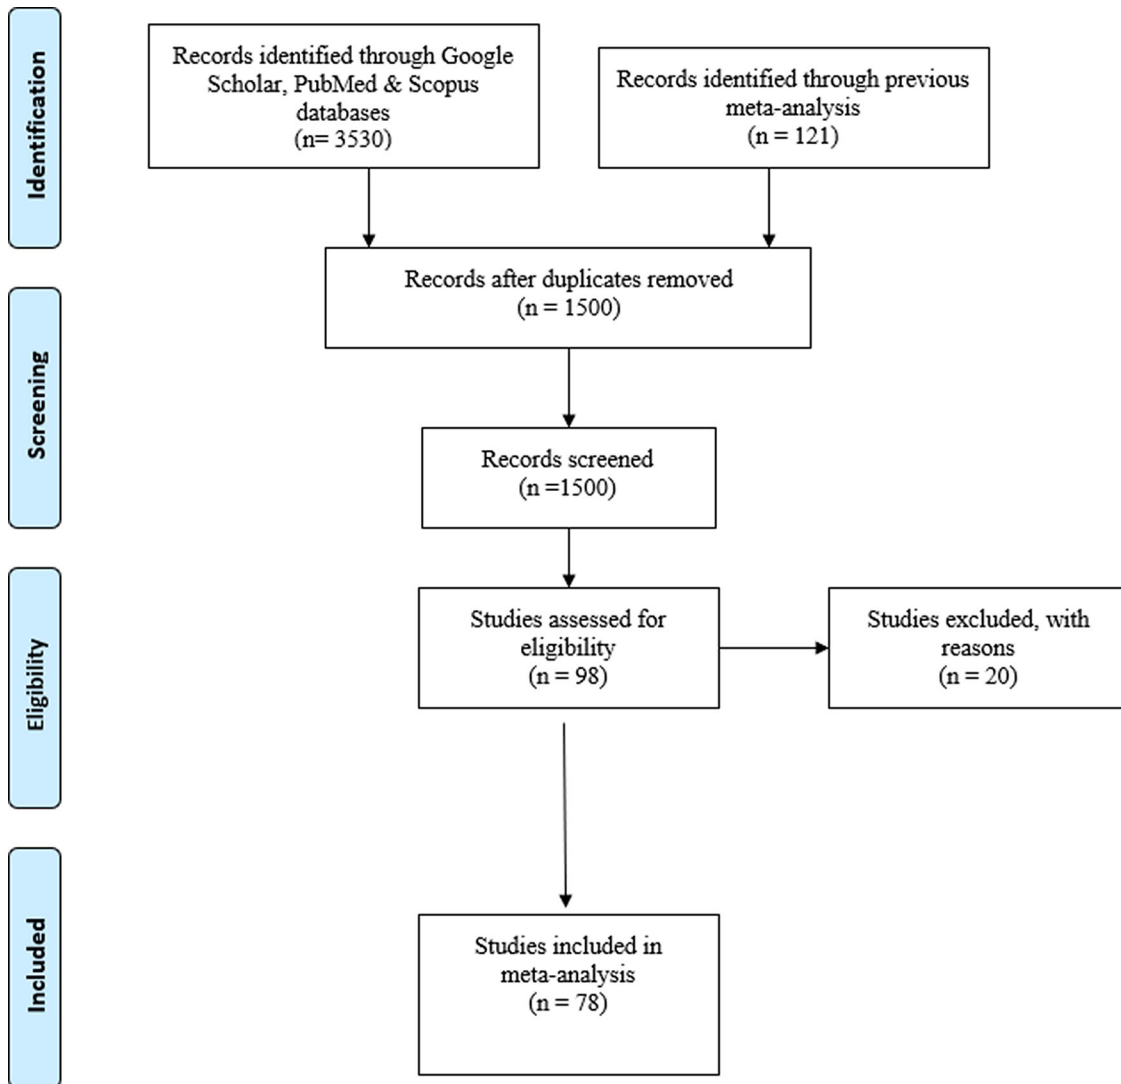 Identification
Records identified through Google
Scholar, PubMed & Scopus
databases
(n= 3530)
Records identified through previous
meta-analysis
(n = 121)
Records after duplicates removed
(n = 1500)
Screening
Records screened
(n =1500)
Eligibility
Studies assessed for
eligibility
(n = 98)
Studies excluded, with
reasons
(n = 20)
Included
Studies included in
meta-analysis
(n = 78)